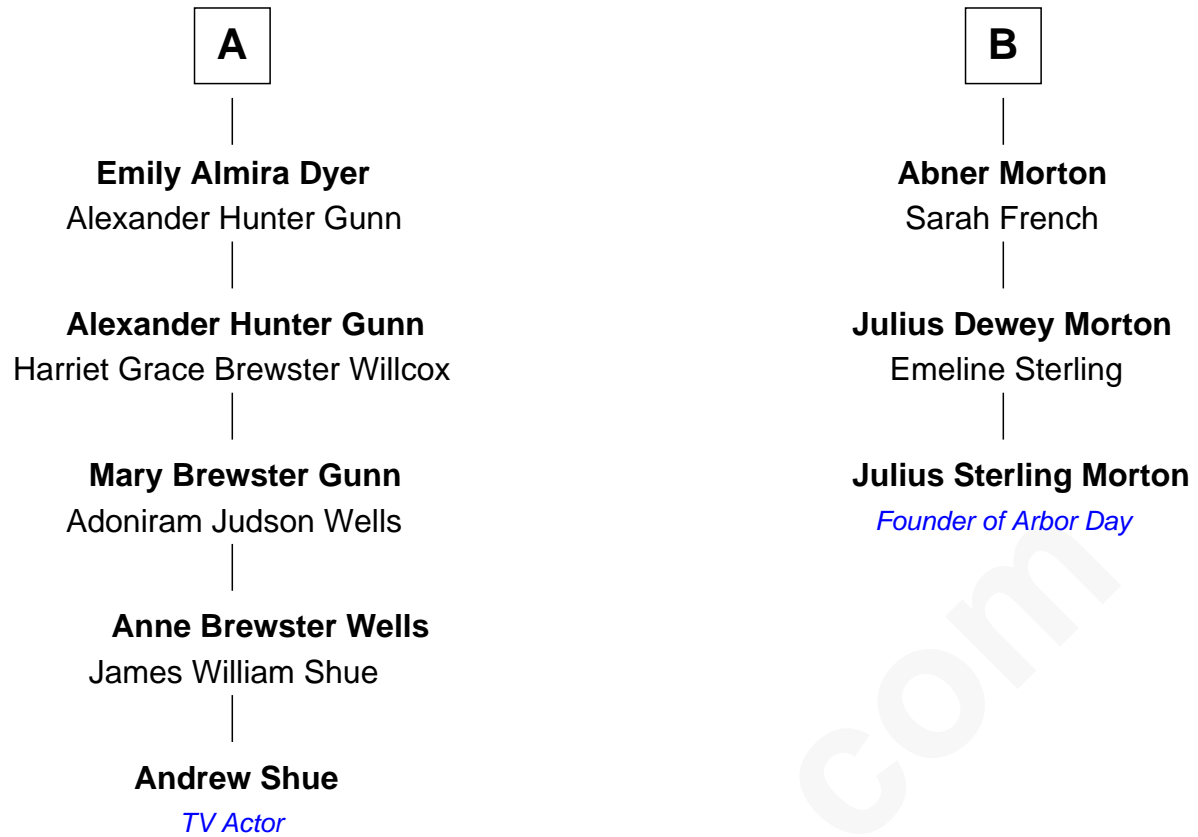 A
Emily Almira Dyer
Alexander Hunter Gunn
Alexander Hunter Gunn
Harriet Grace Brewster Willcox
Mary Brewster Gunn
Adoniram Judson Wells
Anne Brewster Wells
James William Shue
Andrew Shue
TV Actor
B
Abner Morton
Sarah French
Julius Dewey Morton
Emeline Sterling
Julius Sterling Morton
Founder of Arbor Day
com